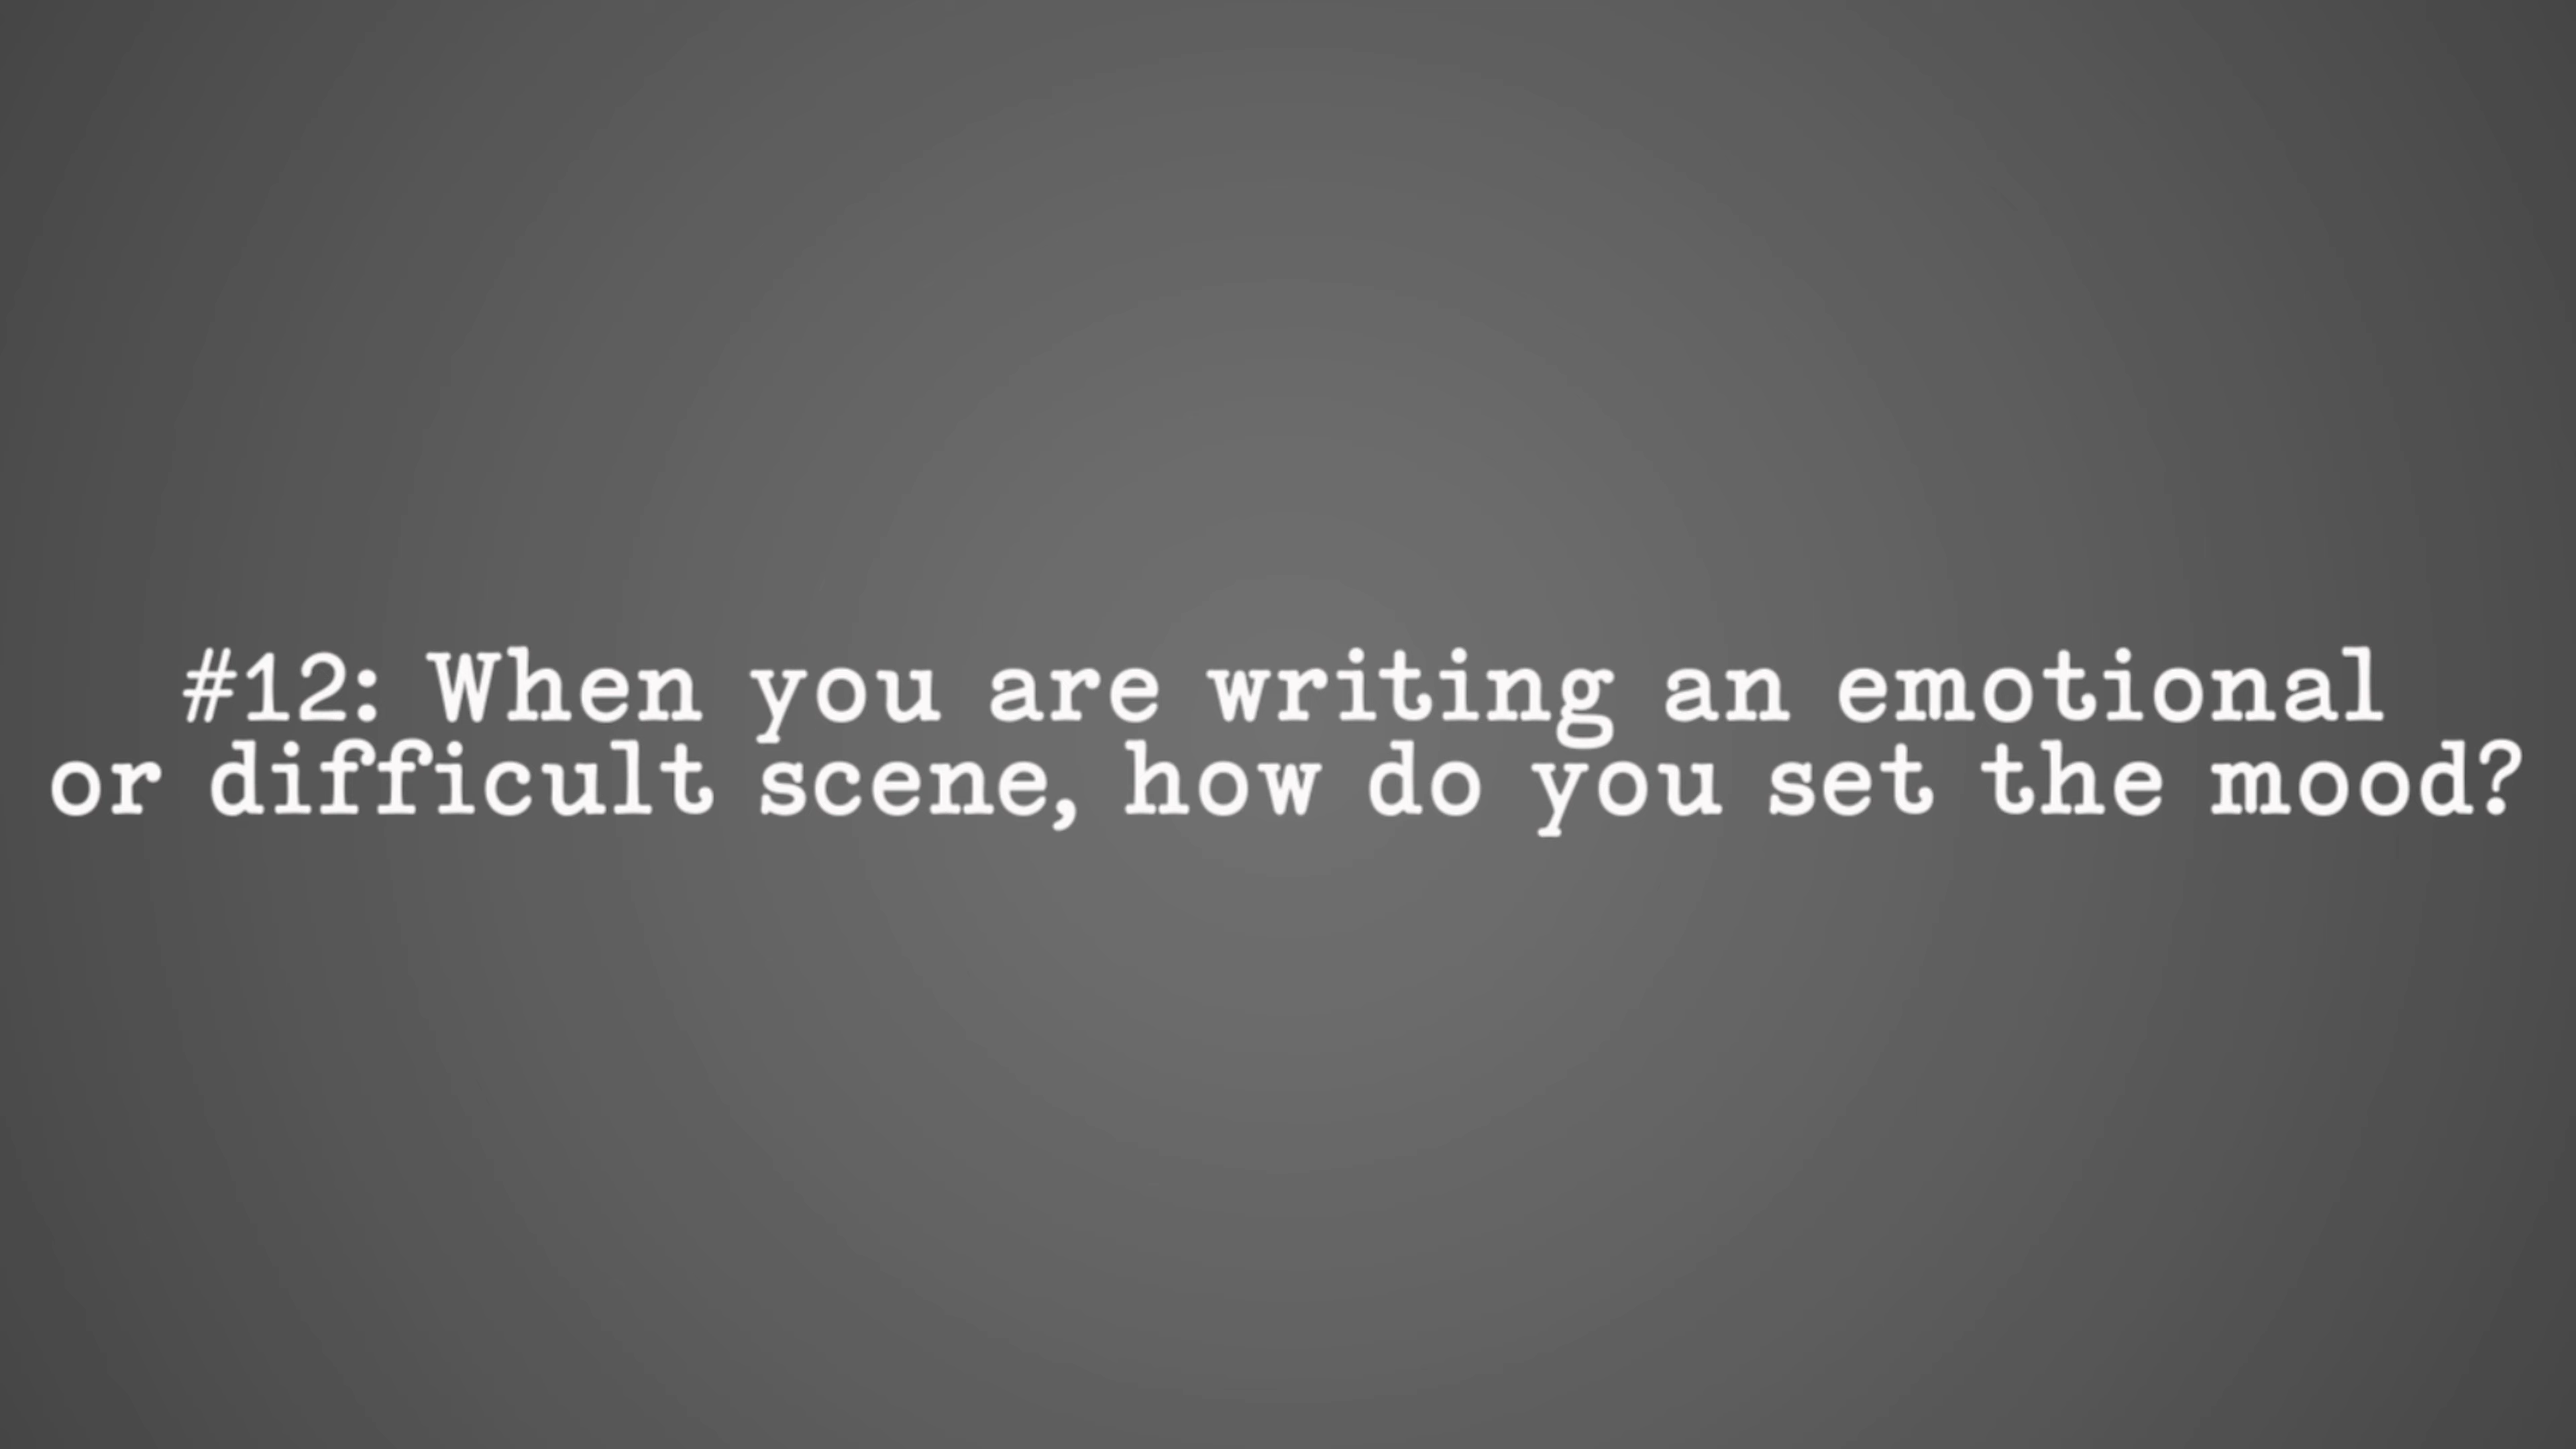 #12: When you are writing an emotional
or difficult scene, how do you set the mood?